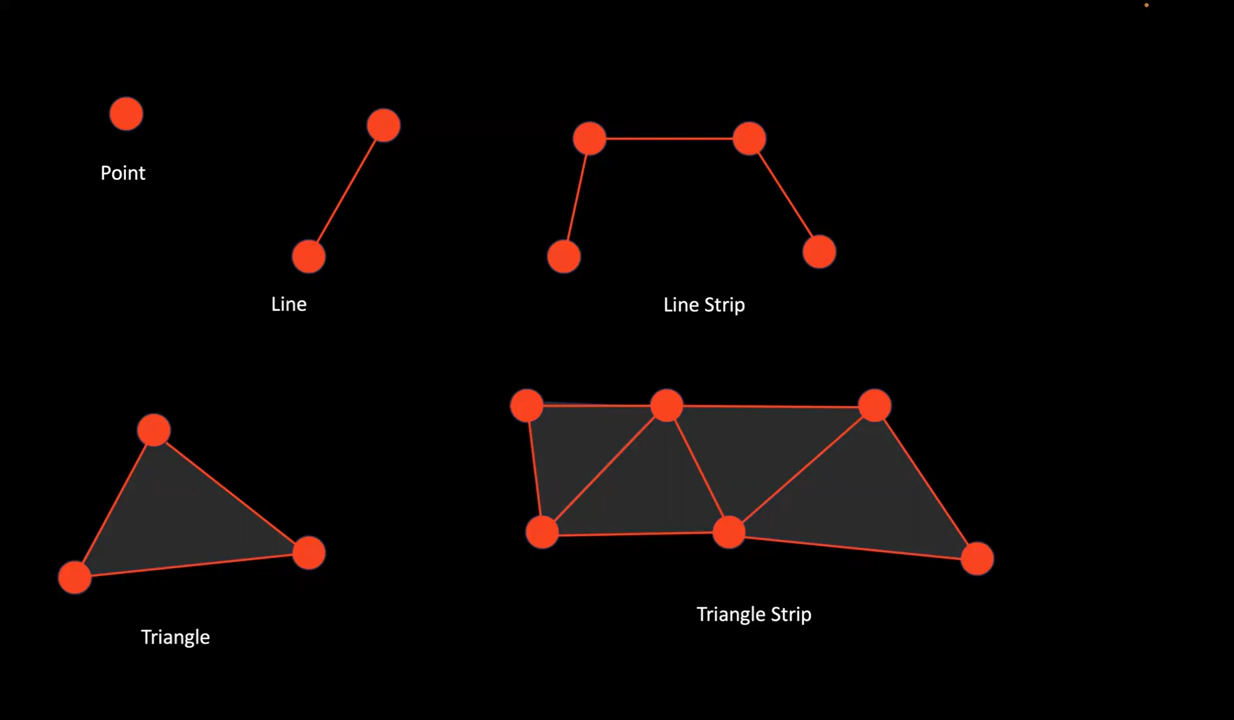 Point
Line
Line Strip
Triangle
Triangle Strip